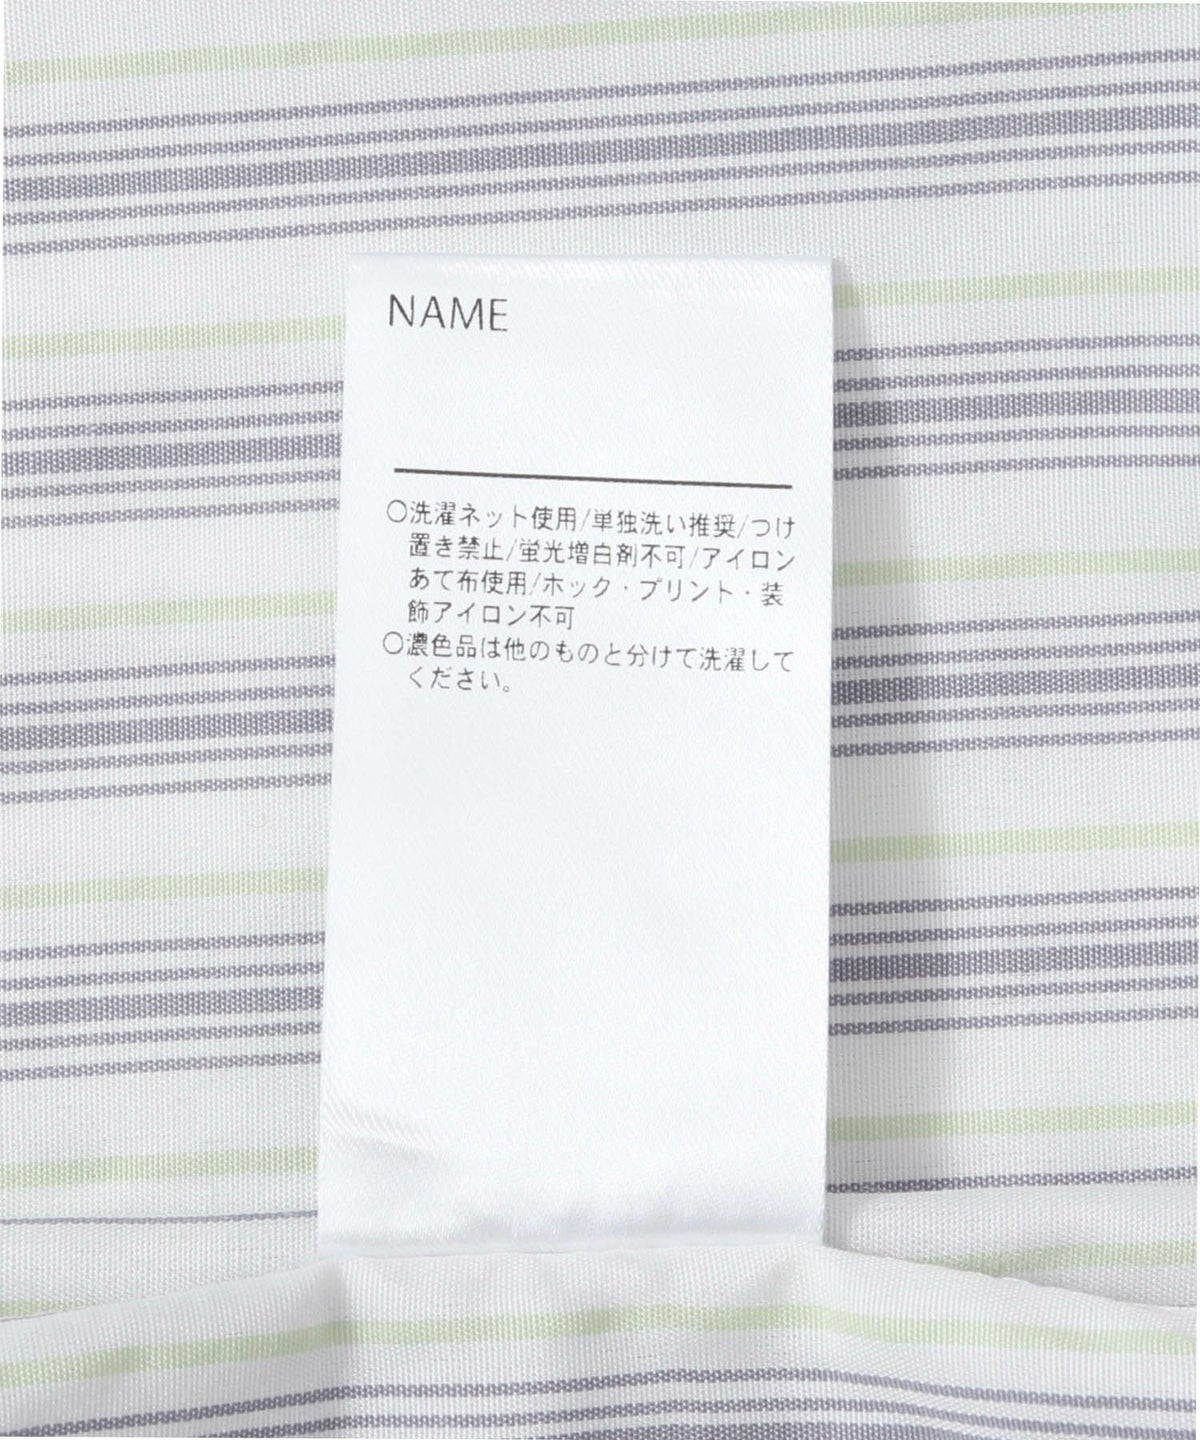 NAME
○洗濯ネット使用/単独洗い推奨/つけ
置き禁止/蛍光増白剤不可/アイロン
あて布使用/ホック・プリント・装
飾アイロン不可
○濃色品は他のものと分けて洗濯して
ください。